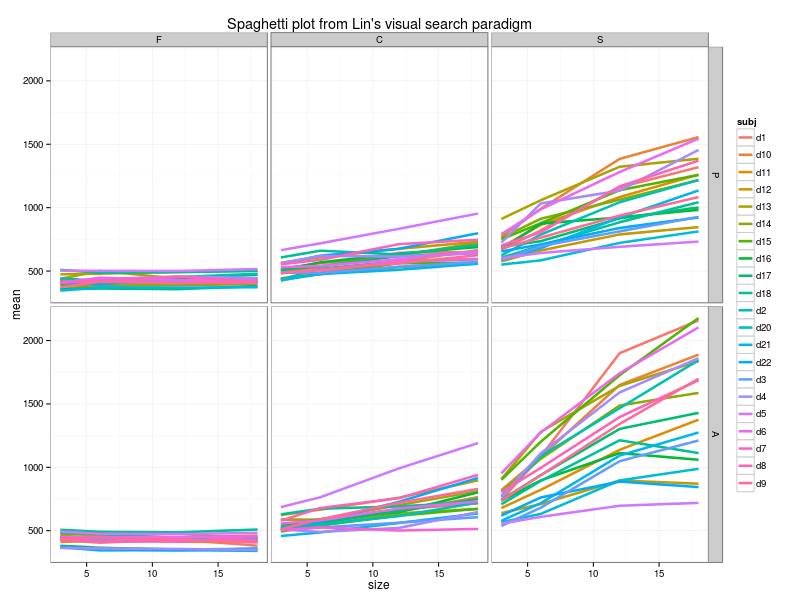 Spaghetti plot from Lin's visual search paradigm
F C S
2000
1500
1000
500
P
2000
1500
1000
500
A
mean
5 10 15 5 10 15 5 10 15
size
subj
d1
d10
d11
d12
d13
d14
d15
d16
d17
d18
d2
d20
d21
d22
d3
d4
d5
d6
d7
d8
d9